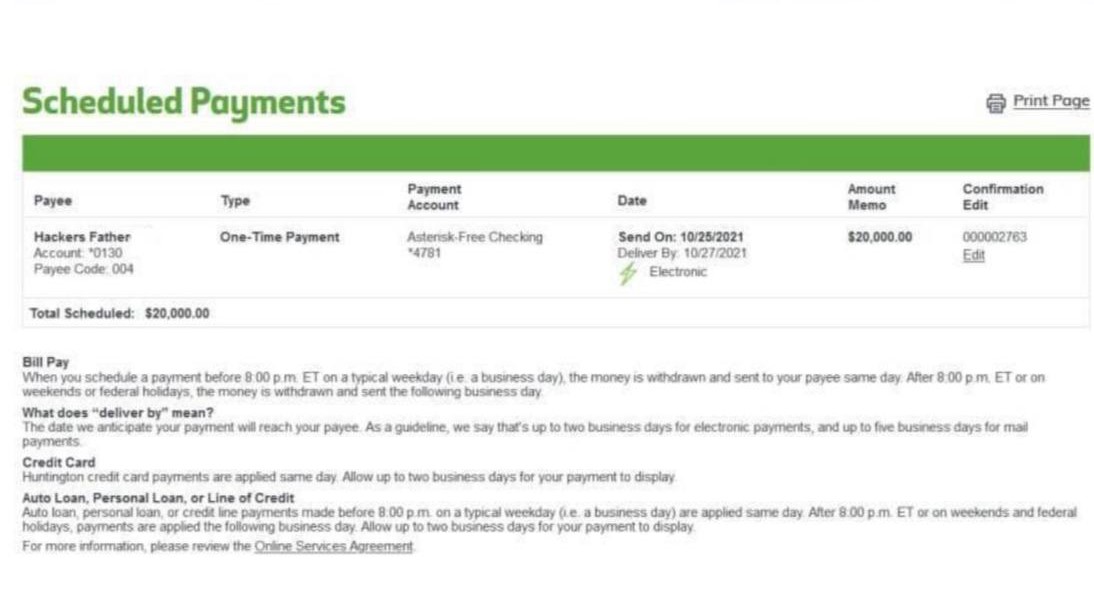 Scheduled Payments
Print Page
Payee Type Payment Account Date Amount Memo Confirmation Edit
Hackers Father One-Time Payment Asterisk-Free Checking Send On: 10/25/2021 $20,000.00 000002763
Account: *0130 *4781 Deliver By: 10/27/2021 Edit
Payee Code: 004 Electronic
Total Scheduled: $20,000.00
Bill Pay
When you schedule a payment before 8:00 p.m. ET on a typical weekday (i.e. a business day), the money is withdrawn and sent to your payee same day. After 8:00 p.m. ET or on
weekends or federal holidays, the money is withdrawn and sent the following business day.
What does “deliver by” mean?
The date we anticipate your payment will reach your payee. As a guideline, we say that's up to two business days for electronic payments, and up to five business days for mail
payments.
Credit Card
Huntington credit card payments are applied same day. Allow up to two business days for your payment to display.
Auto Loan, Personal Loan, or Line of Credit
Auto loan, personal loan, or credit line payments made before 8:00 p.m. on a typical weekday (i.e. a business day) are applied same day. After 8:00 p.m. ET or on weekends and federal
holidays, payments are applied the following business day. Allow up to two business days for your payment to display.
For more information, please review the Online Services Agreement.